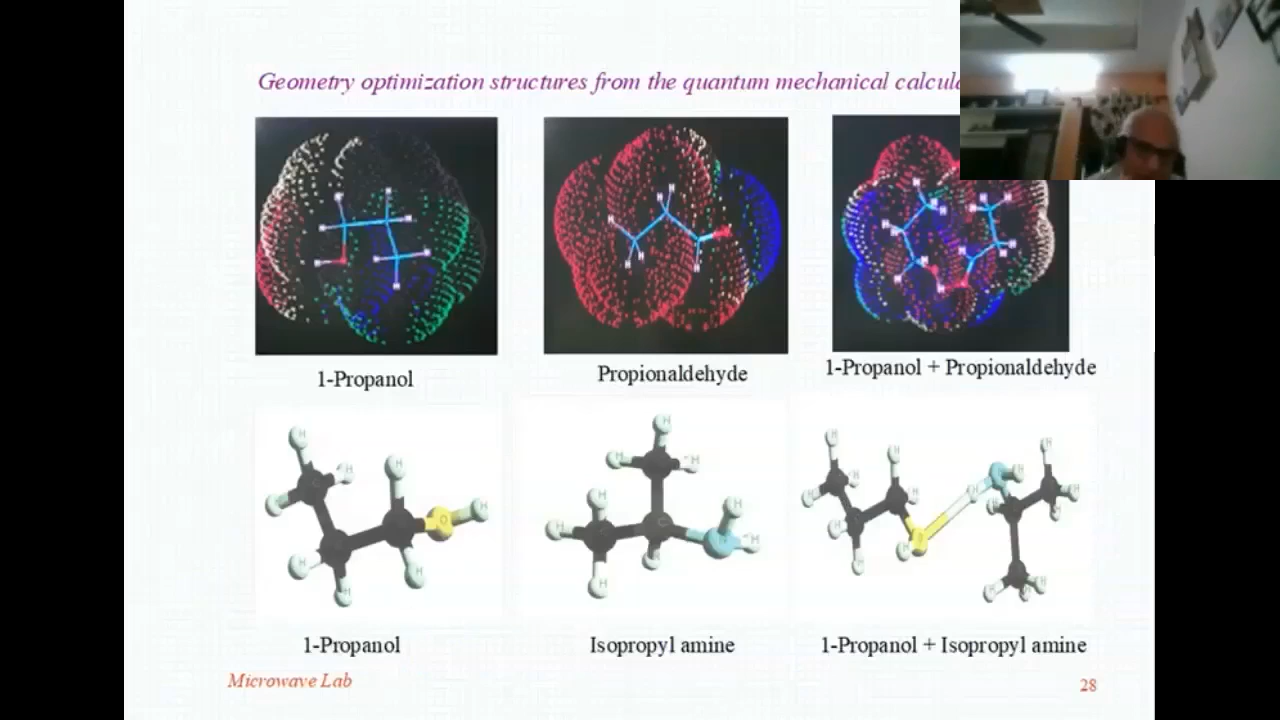 Geometry optimization structures from the quantum mechanical
1-Propanol
Propionaldehyde
1-Propanol + Propionaldehyde
1-Propanol
Isopropyl amine
1-Propanol + Isopropyl amine
Microwave Lab
28